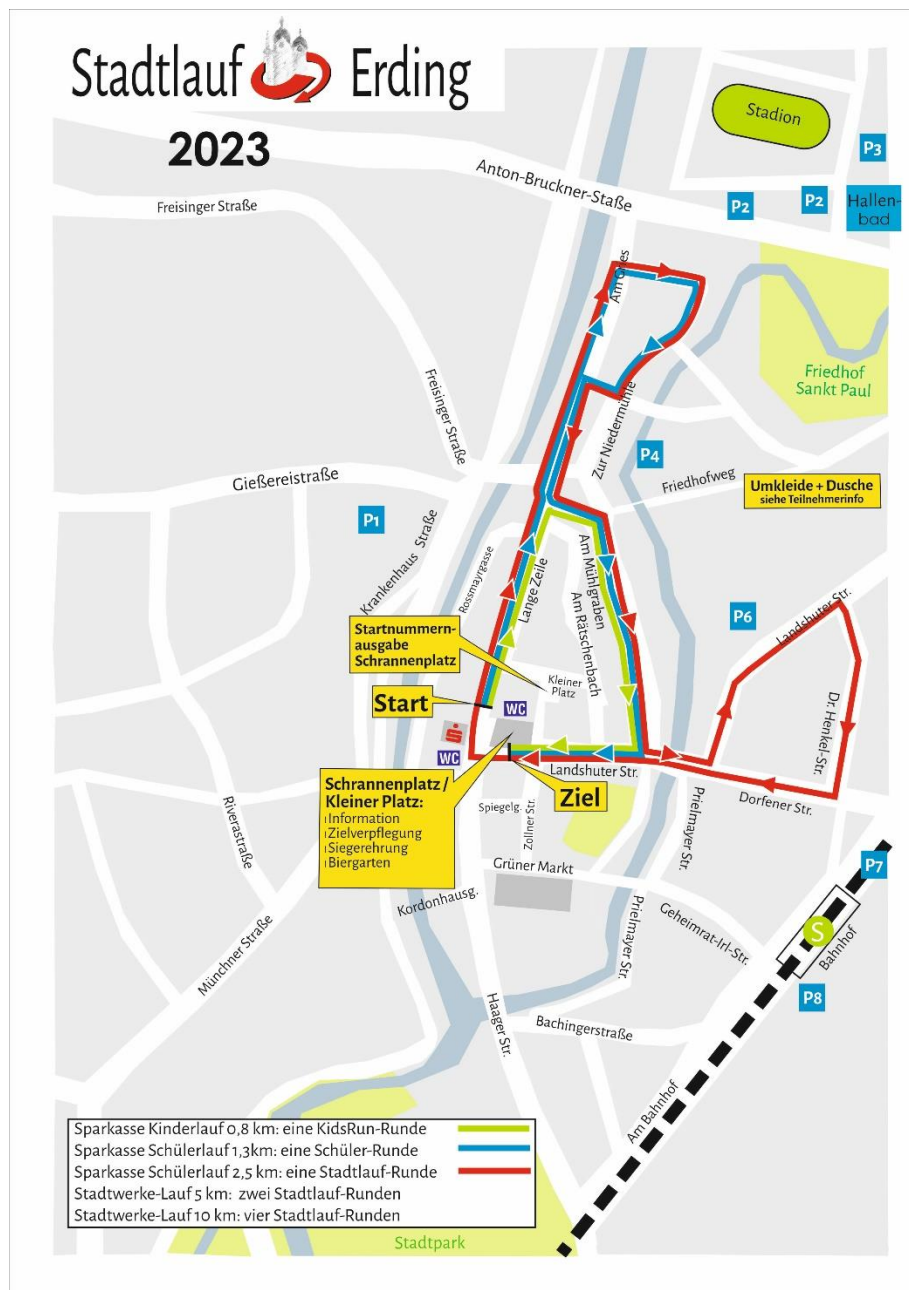 Stadtlauf Erding
2023
Stadion
P3
Anton-Bruckner-Staße
P2
P2
Hallen-
bad
Freisinger Straße
Am Gries
Friedhof
Sankt Paul
Freisinger Straße
Zur Niedermühle
P4
Gießereistraße
Friedhofweg
Umkleide + Dusche
siehe Teilnehmerinfo
P1
Krankenhaus Straße
Rossmayrgasse
Lange Zeile
Am Mühlgraben
Am Rätschenbach
Landshuter Str.
P6
Startnummern-
ausgabe
Schrannenplatz
Kleiner
Platz
Start
WC
Dr. Henkel-Str.
WC
Landshuter Str.
Schrannenplatz /
Kleiner Platz:
Information
Zielverpflegung
Siegerehrung
Biergarten
Ziel
Dorfener Str.
Spiegelg.
Zollner Str.
Prielmayer Str.
Riverastraße
Grüner Markt
P7
Kordonhausg.
Geheimrat-Irl-Str.
Prielmayer Str.
S
Bahnhof
Münchner Straße
P8
Haager Str.
Bachingerstraße
Am Bahnhof
Sparkasse Kinderlauf 0,8 km: eine KidsRun-Runde
Sparkasse Schülerlauf 1,3km: eine Schüler-Runde
Sparkasse Schülerlauf 2,5 km: eine Stadtlauf-Runde
Stadtwerke-Lauf 5 km: zwei Stadtlauf-Runden
Stadtwerke-Lauf 10 km: vier Stadtlauf-Runden
Stadtpark